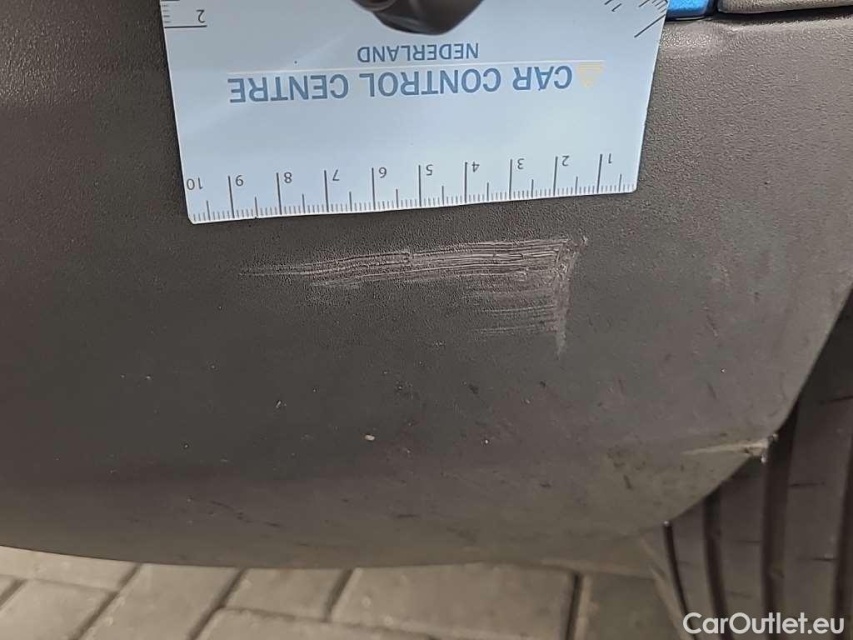 CAR CONTROL CENTRE
NEDERLAND
1 2 3 4 5 6 7 8 9 10
2
CarOutlet.eu